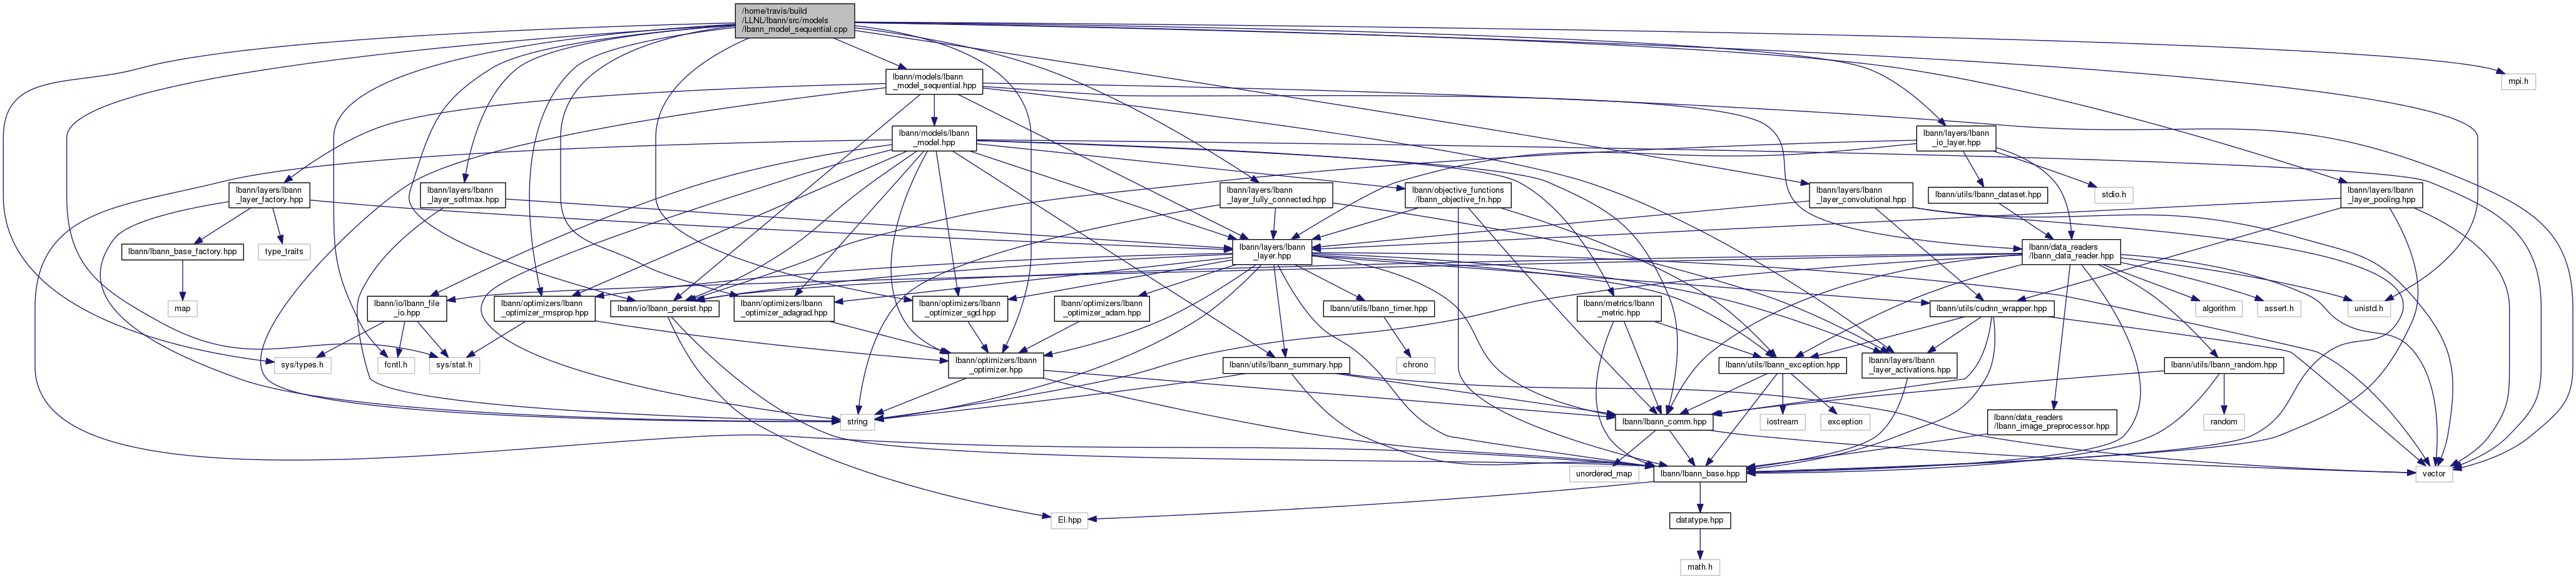 /home/travis/build
/LLNL/lbann/src/models
/lbann_model_sequential.cpp
mpi.h
lbann/models/lbann
_model_sequential.hpp
lbann/models/lbann
_model.hpp
lbann/layers/lbann
_io_layer.hpp
lbann/layers/lbann
_layer_factory.hpp
lbann/layers/lbann
_layer_softmax.hpp
lbann/layers/lbann
_layer_fully_connected.hpp
lbann/objective_functions
/lbann_objective_fn.hpp
lbann/layers/lbann
_layer_convolutional.hpp
lbann/utils/lbann_dataset.hpp
stdio.h
lbann/layers/lbann
_layer_pooling.hpp
lbann/lbann_base_factory.hpp
type_traits
lbann/layers/lbann
_layer.hpp
lbann/data_readers
/lbann_data_reader.hpp
map
lbann/io/lbann_file
_io.hpp
lbann/optimizers/lbann
_optimizer_rmsprop.hpp
lbann/io/lbann_persist.hpp
lbann/optimizers/lbann
_optimizer_adagrad.hpp
lbann/optimizers/lbann
_optimizer_sgd.hpp
lbann/optimizers/lbann
_optimizer_adam.hpp
lbann/utils/lbann_timer.hpp
lbann/metrics/lbann
_metric.hpp
lbann/utils/cudnn_wrapper.hpp
algorithm
assert.h
unistd.h
sys/types.h
fcntl.h
sys/stat.h
lbann/optimizers/lbann
_optimizer.hpp
lbann/utils/lbann_summary.hpp
chrono
lbann/utils/lbann_exception.hpp
lbann/layers/lbann
_layer_activations.hpp
lbann/utils/lbann_random.hpp
string
lbann/lbann_comm.hpp
iostream
exception
lbann/data_readers
/lbann_image_preprocessor.hpp
random
unordered_map
lbann/lbann_base.hpp
vector
El.hpp
datatype.hpp
math.h